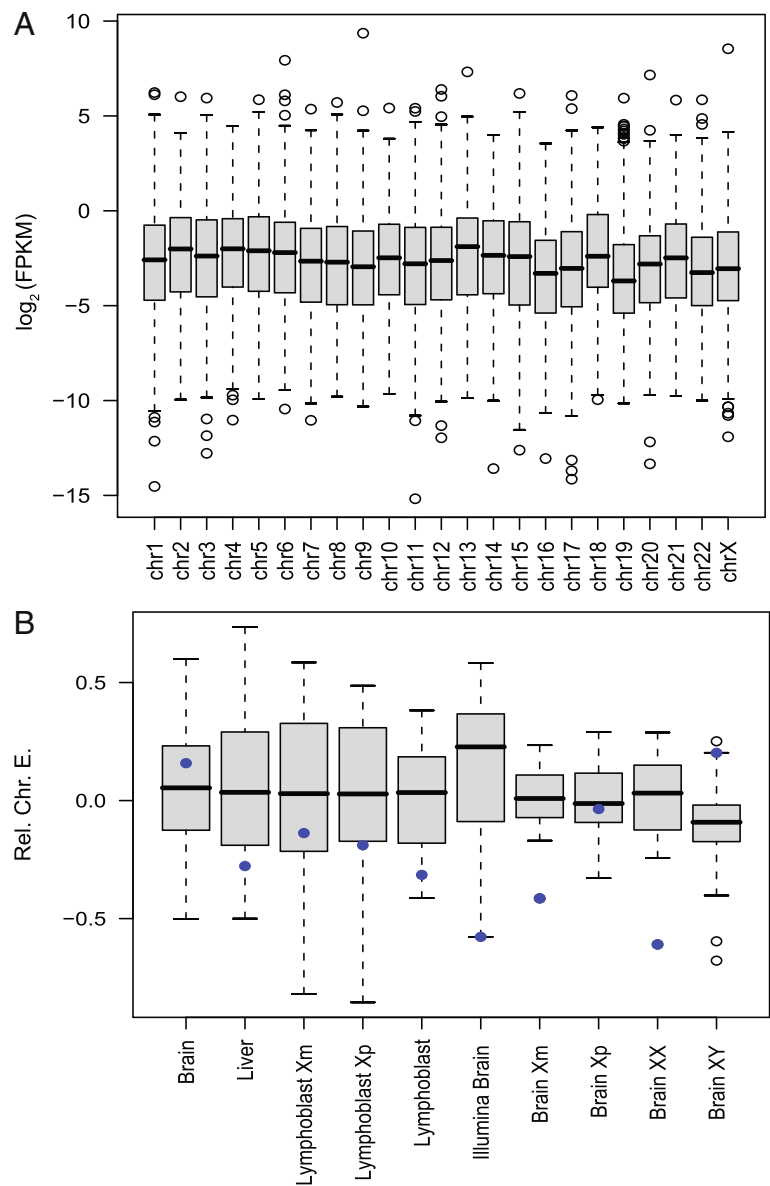 A
log2(FPKM)
10
5
0
−5
−10
−15
chr1
chr2
chr3
chr4
chr5
chr6
chr7
chr8
chr9
chr10
chr11
chr12
chr13
chr14
chr15
chr16
chr17
chr18
chr19
chr20
chr21
chr22
chrX
B
Rel. Chr. E.
0.5
0.0
−0.5
Brain
Liver
Lymphoblast Xm
Lymphoblast Xp
Lymphoblast
Illumina Brain
Brain Xm
Brain Xp
Brain XX
Brain XY